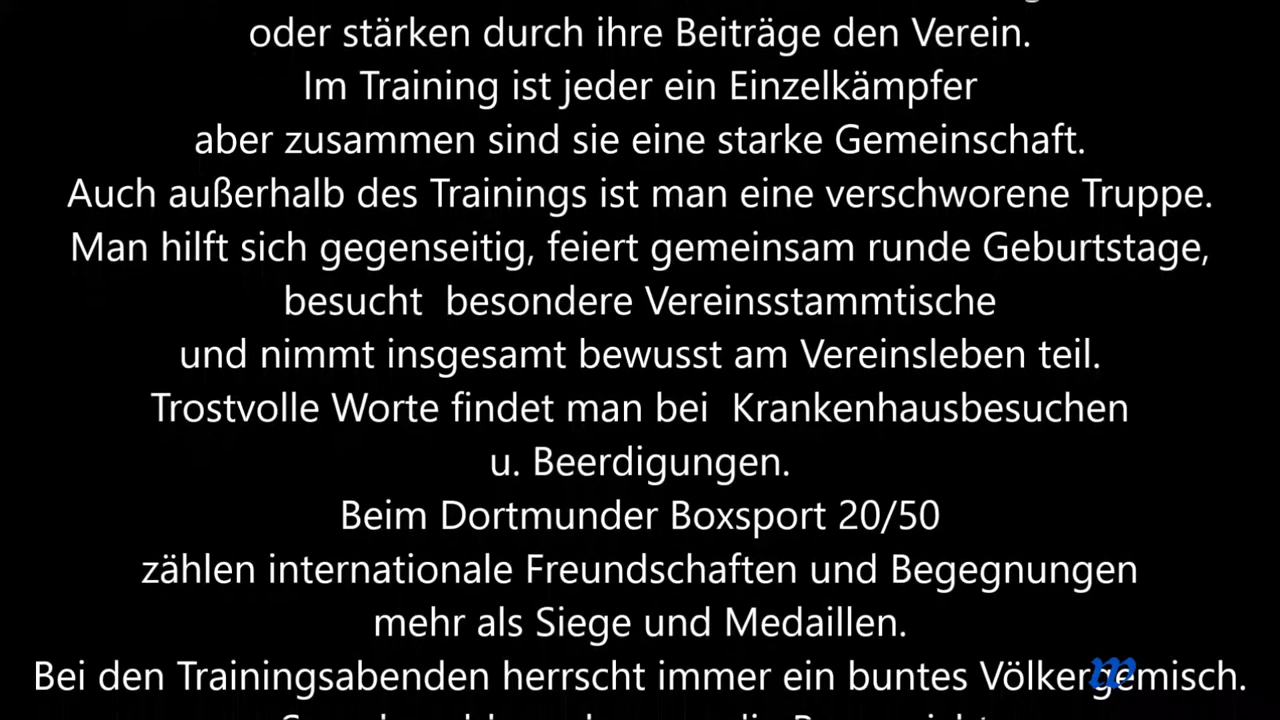 oder stärken durch ihre Beiträge den Verein.
Im Training ist jeder ein Einzelkämpfer
aber zusammen sind sie eine starke Gemeinschaft.
Auch außerhalb des Trainings ist man eine verschworene Truppe.
Man hilft sich gegenseitig, feiert gemeinsam runde Geburtstage,
besucht  besondere Vereinsstammtische
und nimmt insgesamt bewusst am Vereinsleben teil.
Trostvolle Worte findet man bei  Krankenhausbesuchen
u. Beerdigungen.
Beim Dortmunder Boxsport 20/50
zählen internationale Freundschaften und Begegnungen
mehr als Siege und Medaillen.
Bei den Trainingsabenden herrscht immer ein buntes Völkergemisch.